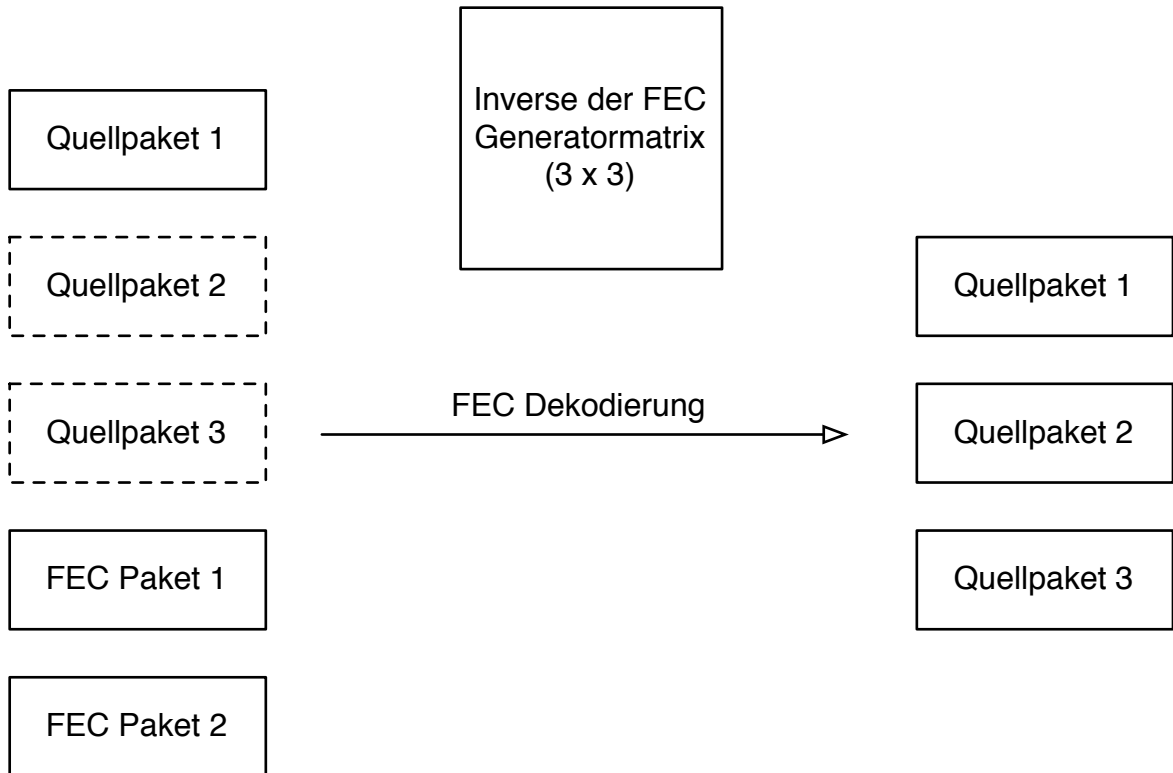 Quellpaket 1
Quellpaket 2
Quellpaket 3
FEC Paket 1
FEC Paket 2
Inverse der FEC
Generatormatrix
(3 x 3)
FEC Dekodierung
Quellpaket 1
Quellpaket 2
Quellpaket 3